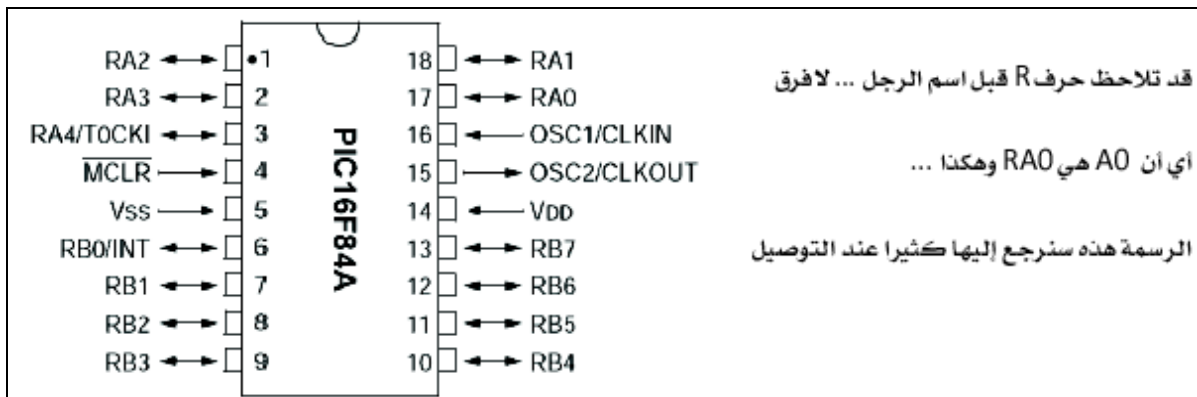 RA2 1 18 RA1
RA3 2 17 RA0
RA4/T0CKI 3 16 OSC1/CLKIN
MCLR 4 15 OSC2/CLKOUT
Vss 5 14 VDD
RB0/INT 6 13 RB7
RB1 7 12 RB6
RB2 8 11 RB5
RB3 9 10 RB4
PIC16F84A
قد تلاحظ حرف R قبل اسم الرجل ... لافرق
أي أن A0 هي RA0 وهكذا ...
الرسمة هذه سنرجع إليها كثيرا عند التوصيل